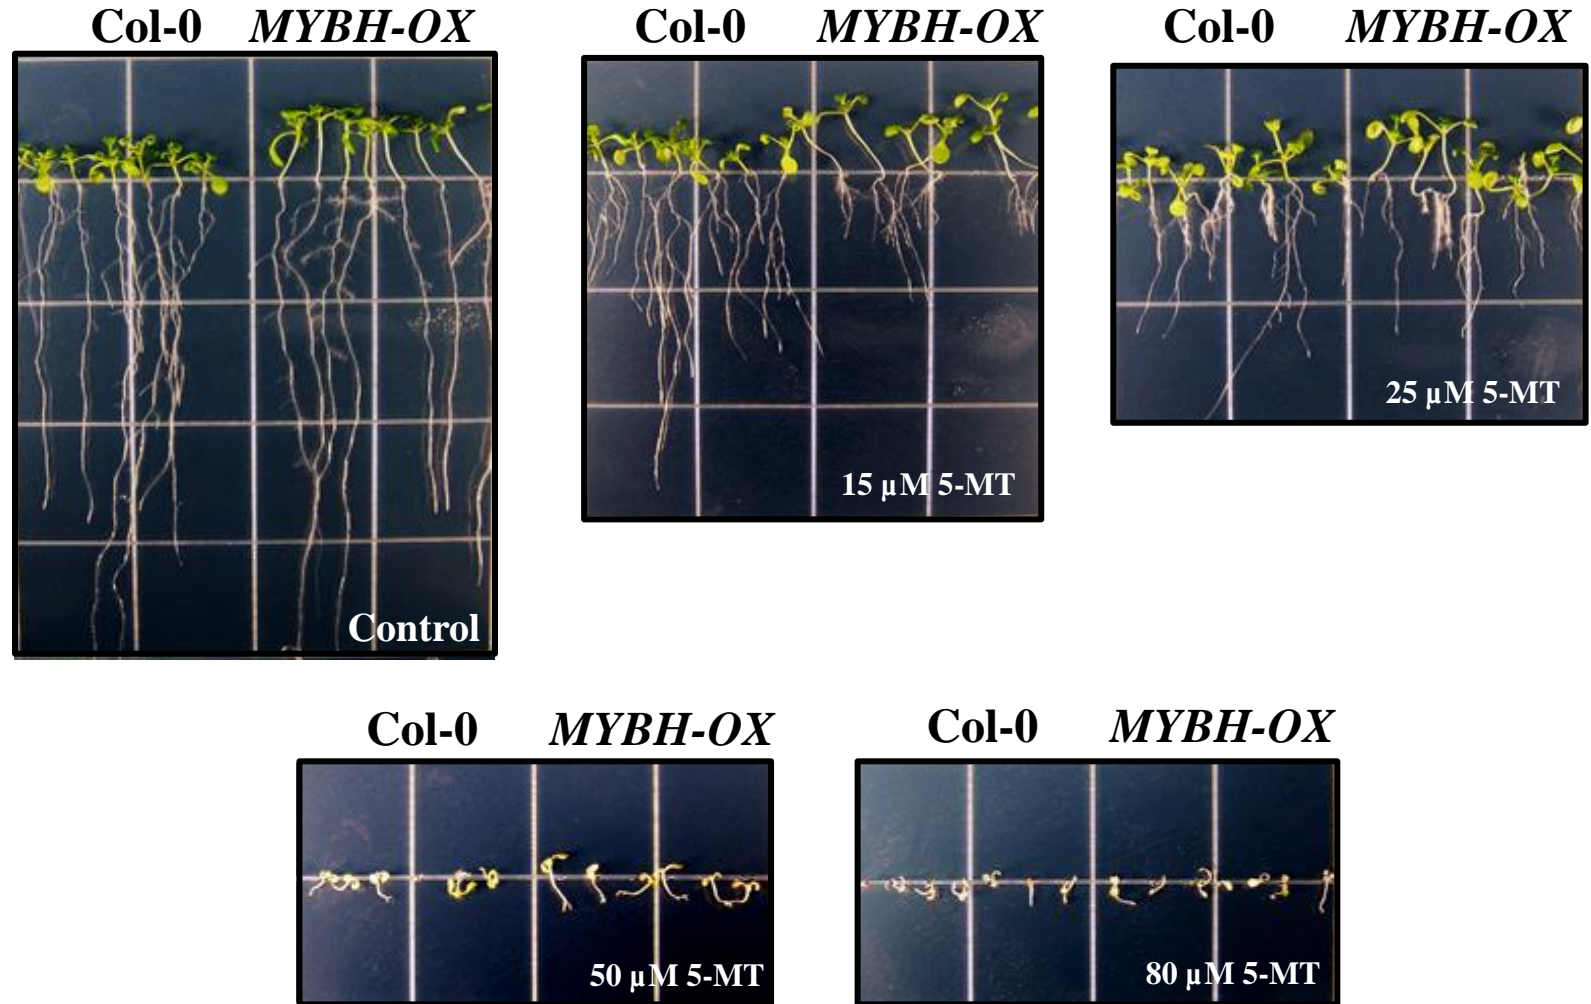 Col-0 MYBH-OX
Control
Col-0 MYBH-OX
15 μM 5-MT
Col-0 MYBH-OX
25 μM 5-MT
Col-0 MYBH-OX
50 μM 5-MT
Col-0 MYBH-OX
80 μM 5-MT